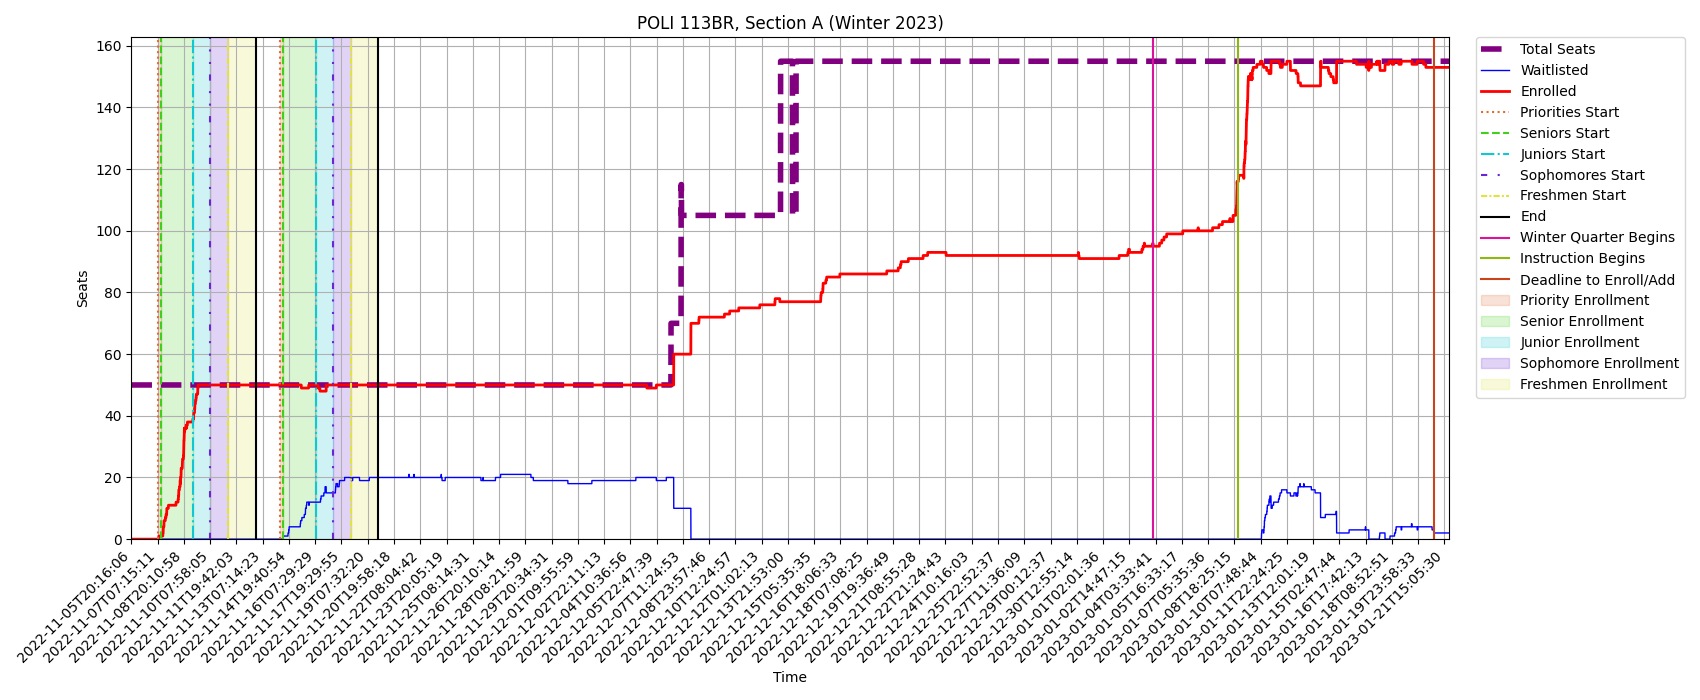 POLI 113BR, Section A (Winter 2023)
Seats
160
140
120
100
80
60
40
20
0
2022-11-05T20:16:06
2022-11-07T07:15:11
2022-11-08T20:10:58
2022-11-10T07:58:05
2022-11-11T19:42:03
2022-11-13T07:14:23
2022-11-14T19:40:54
2022-11-16T07:29:29
2022-11-17T19:29:55
2022-11-19T07:32:20
2022-11-20T19:58:18
2022-11-22T08:04:42
2022-11-23T20:05:19
2022-11-25T08:14:31
2022-11-26T20:10:14
2022-11-28T08:21:59
2022-11-29T20:34:31
2022-12-01T09:55:59
2022-12-02T22:11:13
2022-12-04T10:36:56
2022-12-05T22:47:39
2022-12-07T11:24:53
2022-12-08T23:57:46
2022-12-10T12:24:57
2022-12-12T01:02:13
2022-12-13T21:53:00
2022-12-15T05:35:35
2022-12-16T18:06:33
2022-12-18T07:08:25
2022-12-19T19:36:49
2022-12-21T08:55:28
2022-12-22T21:24:43
2022-12-24T10:16:03
2022-12-25T22:52:37
2022-12-27T11:36:09
2022-12-29T00:12:37
2022-12-30T12:55:14
2023-01-01T02:01:36
2023-01-02T14:47:15
2023-01-04T03:33:41
2023-01-05T16:33:17
2023-01-07T05:35:36
2023-01-08T18:25:15
2023-01-10T07:48:44
2023-01-11T22:24:25
2023-01-13T12:01:19
2023-01-15T02:47:44
2023-01-16T17:42:13
2023-01-18T08:52:51
2023-01-19T23:58:33
2023-01-21T15:05:30
Time
Total Seats
Waitlisted
Enrolled
Priorities Start
Seniors Start
Juniors Start
Sophomores Start
Freshmen Start
End
Winter Quarter Begins
Instruction Begins
Deadline to Enroll/Add
Priority Enrollment
Senior Enrollment
Junior Enrollment
Sophomore Enrollment
Freshmen Enrollment